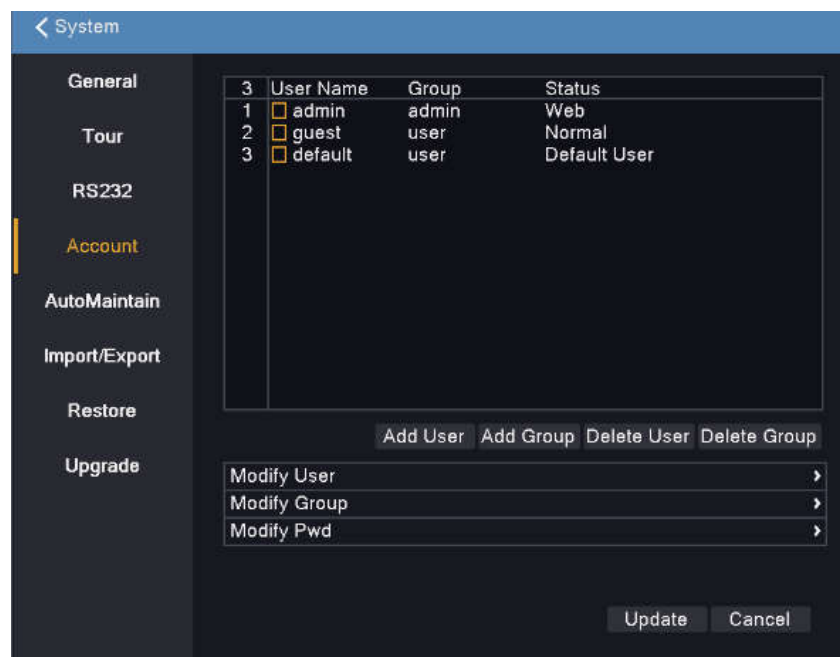 System
General
Tour
RS232
Account
AutoMaintain
Import/Export
Restore
Upgrade
3 User Name Group Status
1 admin admin Web
2 guest user Normal
3 default user Default User
Add User Add Group Delete User Delete Group
Modify User
Modify Group
Modify Pwd
Update Cancel